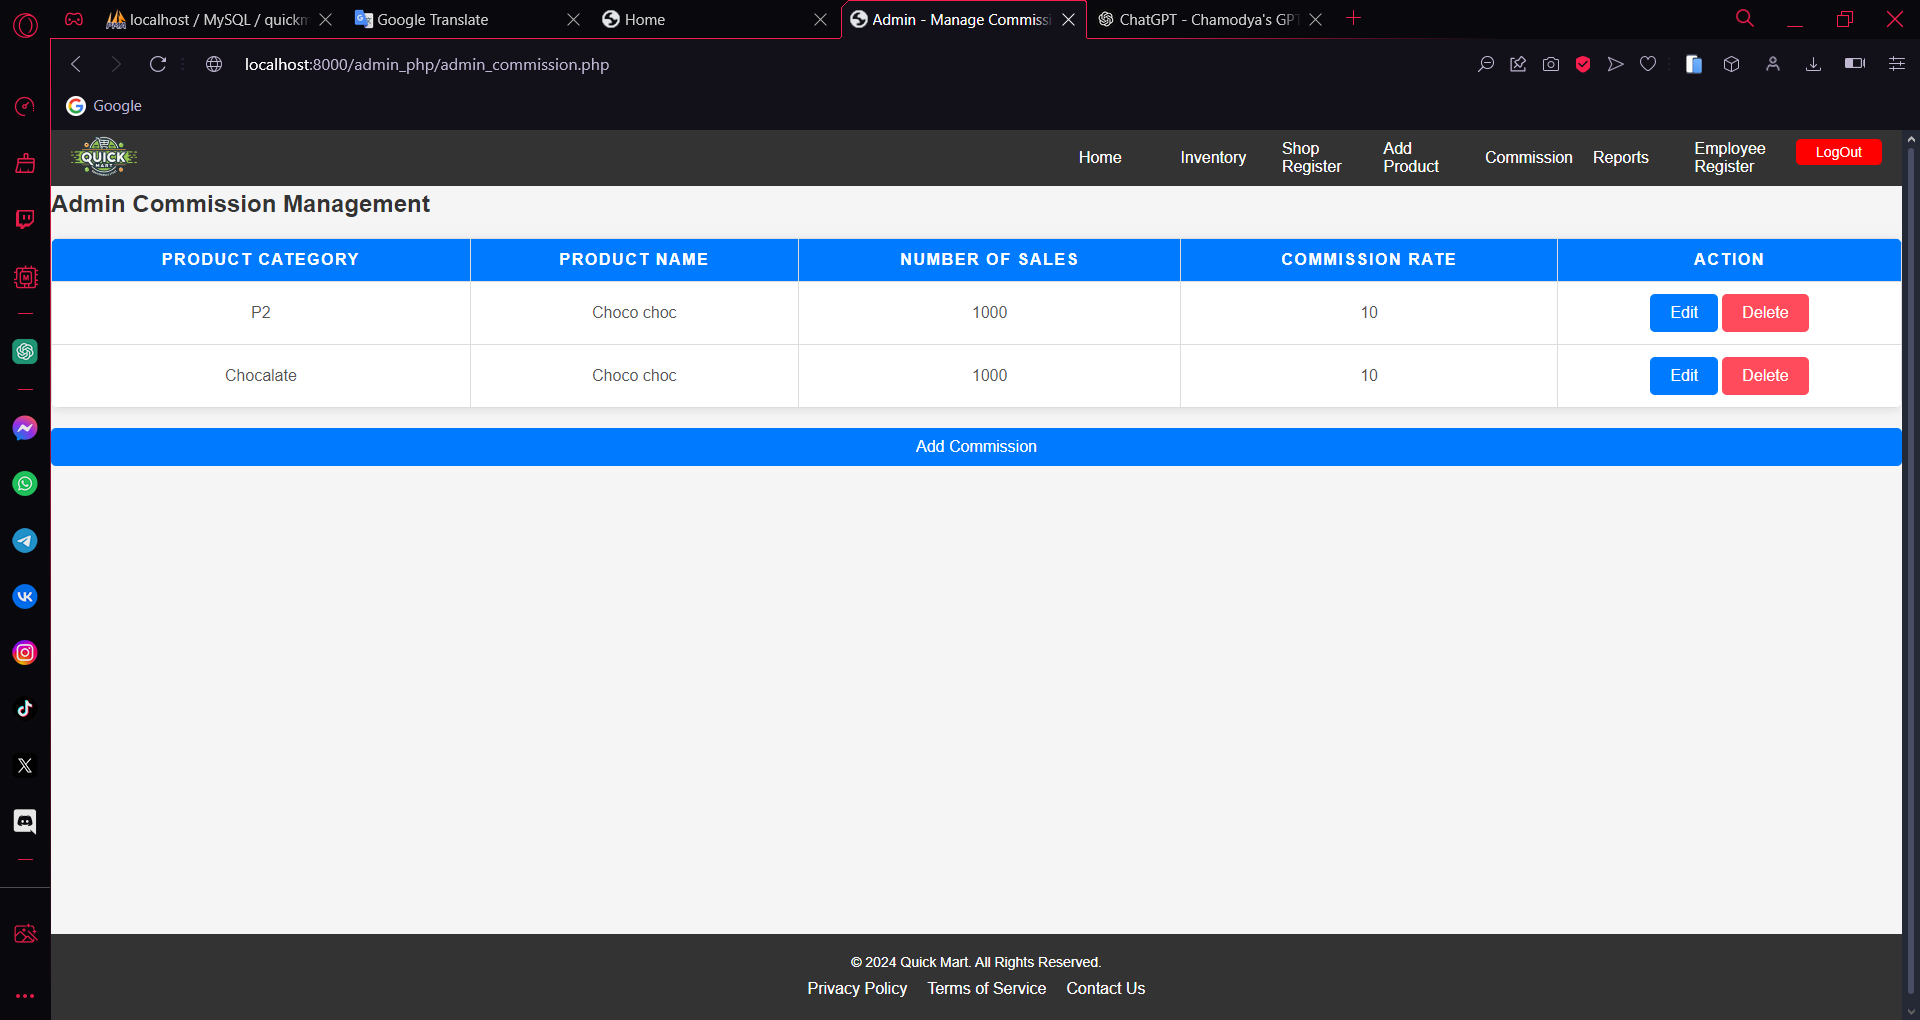 localhost / MySQL / quickm
Google Translate
Home
Admin - Manage Commissi
ChatGPT - Chamodya's GPT
localhost:8000/admin_php/admin_commission.php
Google
QUICK
MART
Home
Inventory
Shop
Register
Add
Product
Commission
Reports
Employee
Register
LogOut
Admin Commission Management
PRODUCT CATEGORY PRODUCT NAME NUMBER OF SALES COMMISSION RATE ACTION
P2 Choco choc 1000 10 Edit Delete
Chocalate Choco choc 1000 10 Edit Delete
Add Commission
© 2024 Quick Mart. All Rights Reserved.
Privacy Policy Terms of Service Contact Us